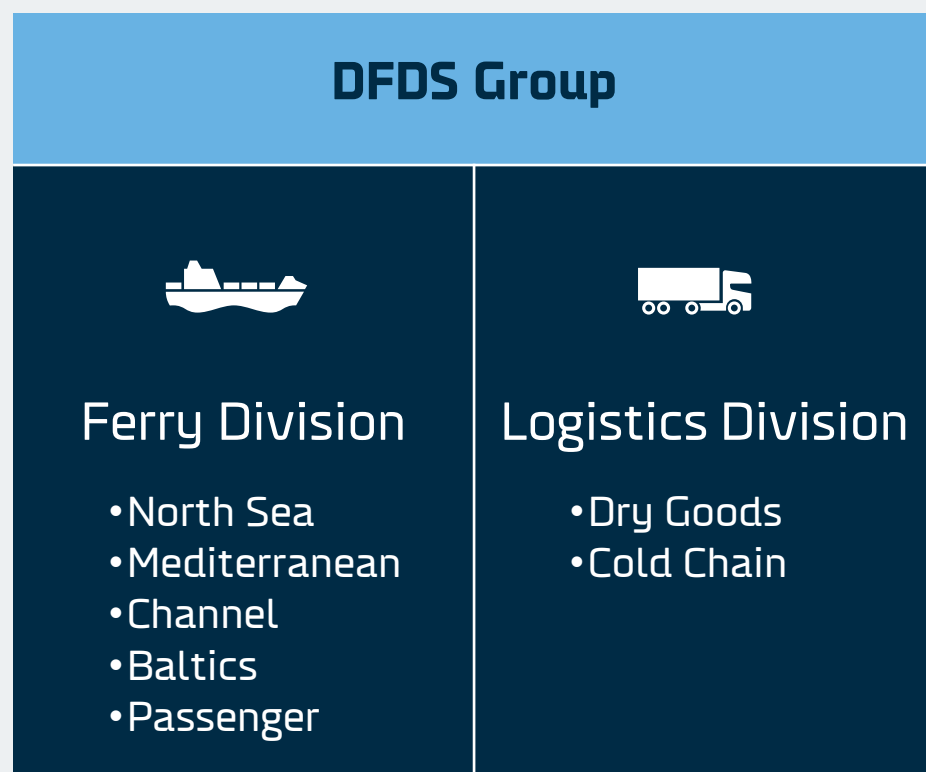 DFDS Group
Ferry Division
•North Sea
•Mediterranean
•Channel
•Baltics
•Passenger
Logistics Division
•Dry Goods
•Cold Chain